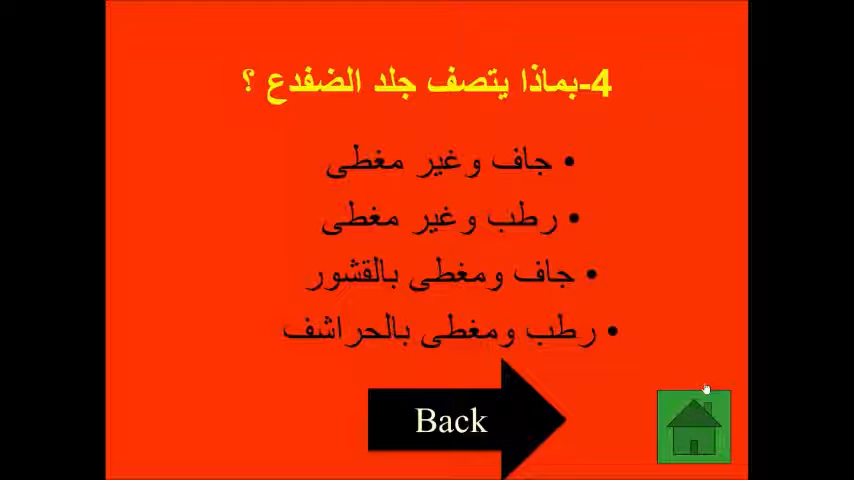 4-بماذا يتصف جلد الضفدع ؟
• جاف وغير مغطى
• رطب وغير مغطى
• جاف ومغطى بالقشور
• رطب ومغطى بالحراشف
Back